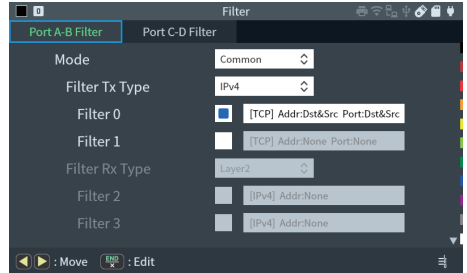 0 Filter
Port A-B Filter Port C-D Filter
Mode Common
Filter Tx Type IPv4
Filter 0 [TCP] Addr:Dst&Src Port:Dst&Src
Filter 1 [TCP] Addr:None Port:None
Filter Rx Type Layer2
Filter 2 [IPv4] Addr:None
Filter 3 [IPv4] Addr:None
: Move END X : Edit